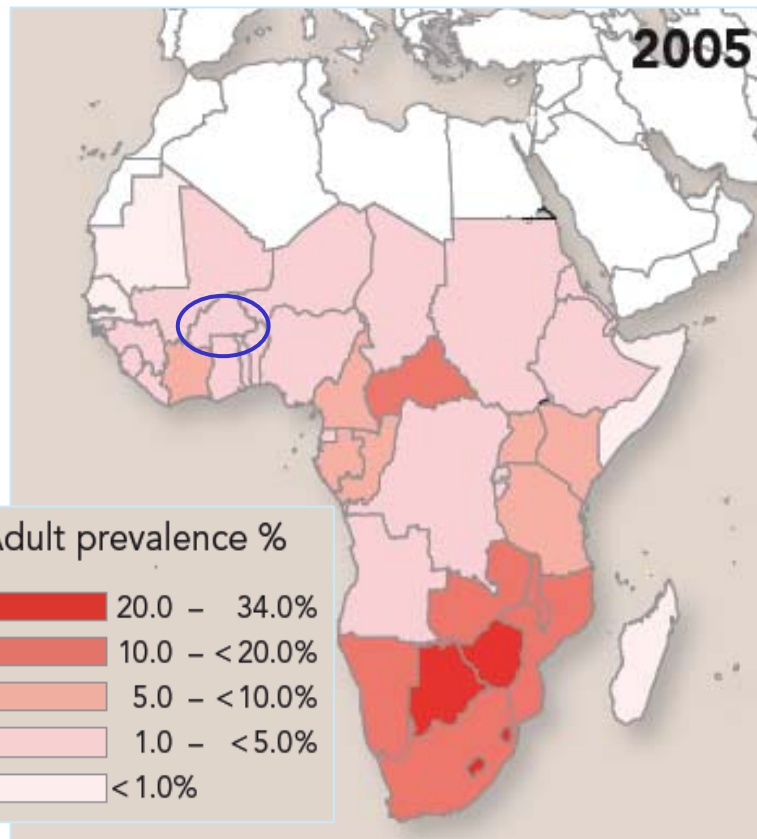 2005
Adult prevalence %
20.0 – 34.0%
10.0 – <20.0%
5.0 – <10.0%
1.0 – <5.0%
<1.0%